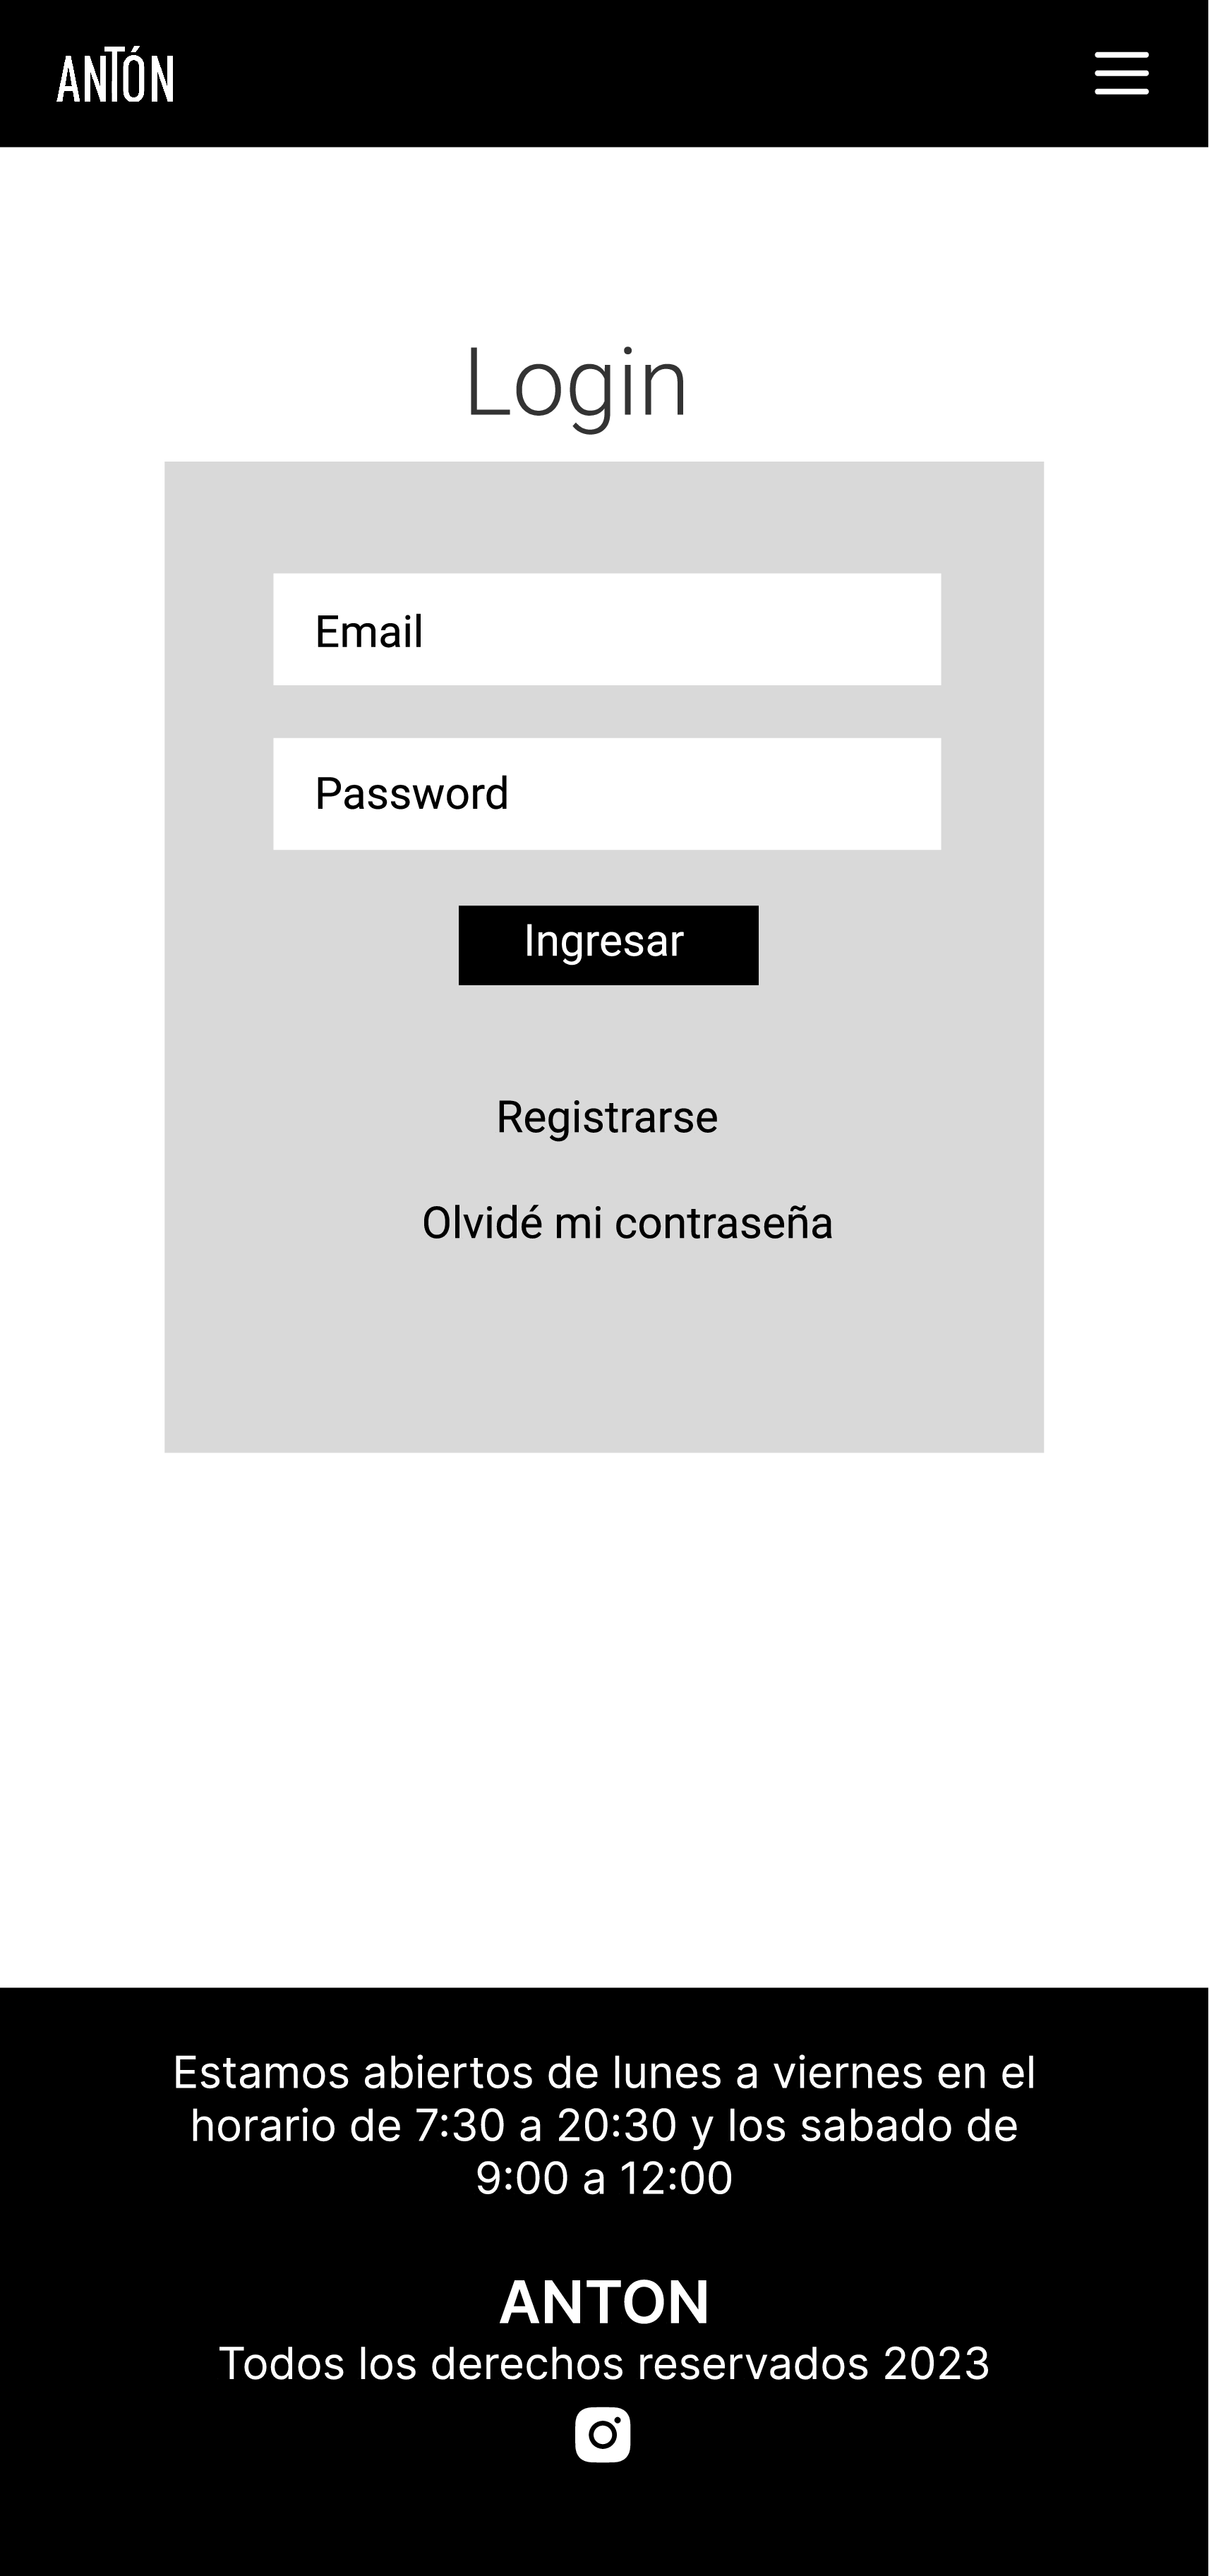 ANTÓN
Login
Email
Password
Ingresar
Registrarse
Olvidé mi contraseña
Estamos abiertos de lunes a viernes en el
horario de 7:30 a 20:30 y los sabado de
9:00 a 12:00
ANTON
Todos los derechos reservados 2023